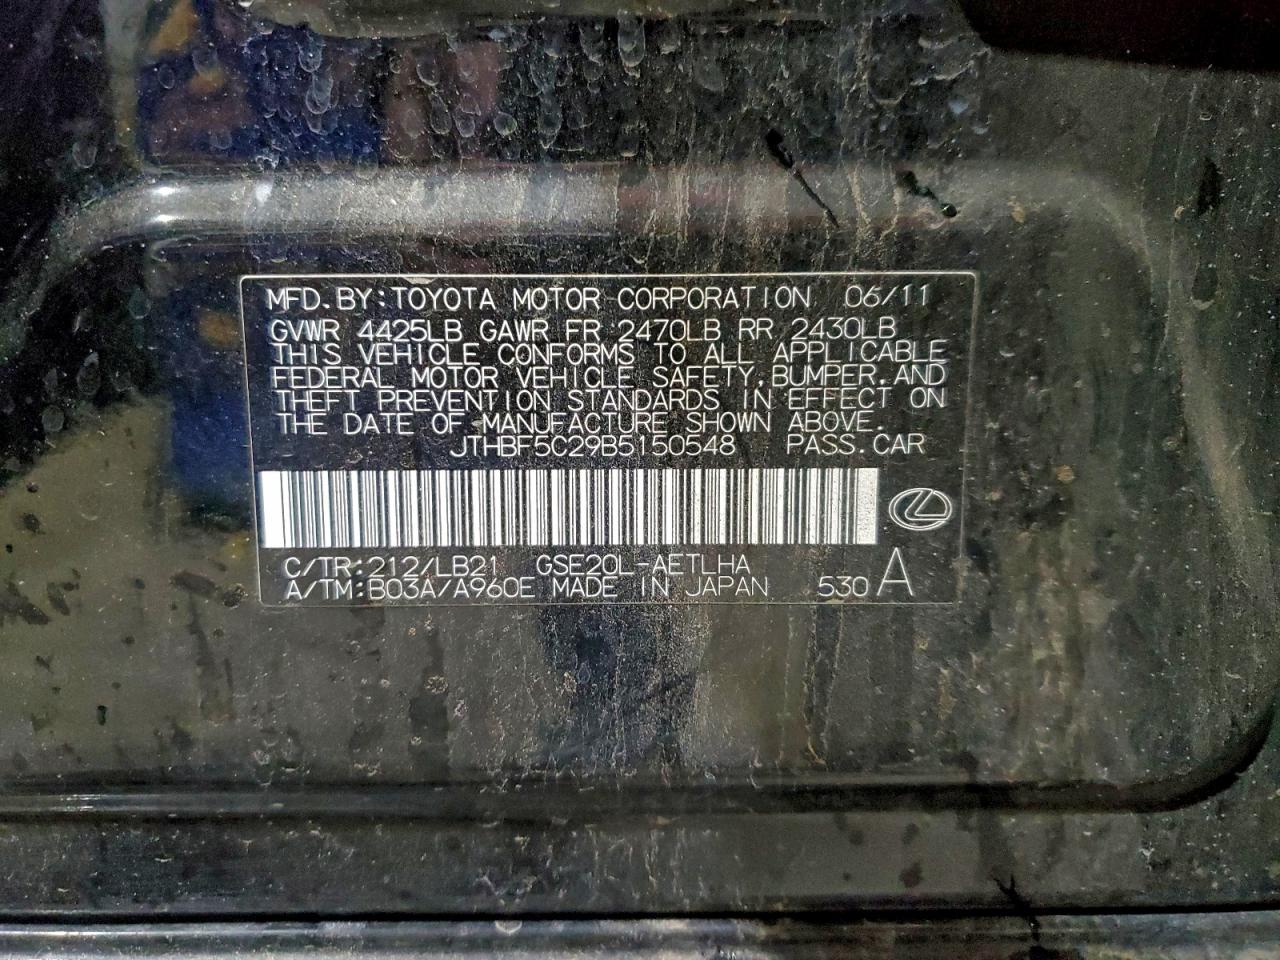 MFD.BY:TOYOTA MOTOR CORPORATION 06/11
GVWR 4425LB GAWR FR 2470LB RR 2430LB
THIS VEHICLE CONFORMS TO ALL APPLICABLE
FEDERAL MOTOR VEHICLE SAFETY,BUMPER,AND
THEFT PREVENTION STANDARDS IN EFFECT ON
THE DATE OF MANUFACTURE SHOWN ABOVE.
JTHBF5C29B5150548 PASS.CAR
C/TR:212/LB21 GSE20L-AETLHA
A/TM:B03A/A960E MADE IN JAPAN 530 A